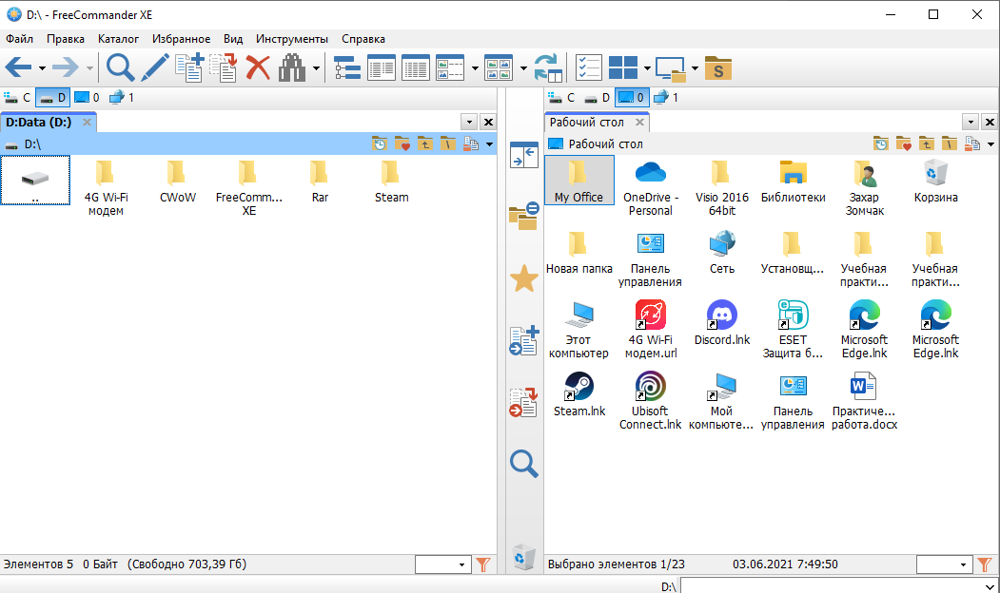 D:\ - FreeCommander XE
Файл Правка Каталог Избранное Вид Инструменты Справка
S
C D 0 1
D:Data (D:)
D:\
..
4G Wi-Fi модем
CWoW
FreeComm... XE
Rar
Steam
Элементов 5 0 Байт (Свободно 703,39 Гб)
C D 0 1
Рабочий стол
Рабочий стол
My Office
OneDrive - Personal
Visio 2016 64bit
Библиотеки
Захар Зомчак
Корзина
Новая папка
Панель управления
Сеть
Установщ...
Учебная практи...
Учебная практи...
Этот компьютер
4G Wi-Fi модем.url
Discord.lnk
ESET Защита б...
Microsoft Edge.lnk
Microsoft Edge.lnk
Steam.lnk
Ubisoft Connect.lnk
Мой компьюте...
Панель управления
Практиче... работа.docx
Выбрано элементов 1/23 03.06.2021 7:49:50
D:\